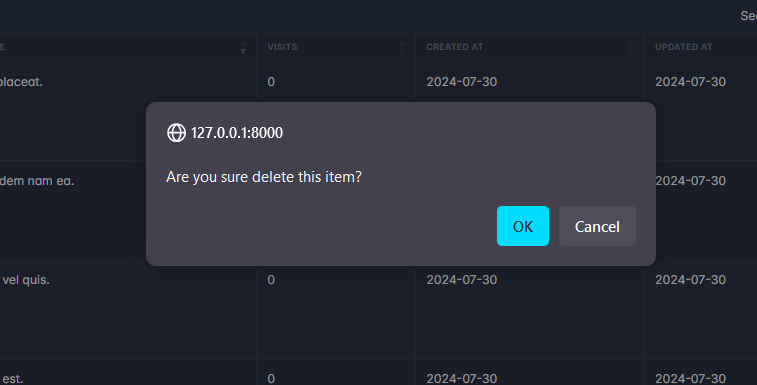 Se
E VISITS CREATED AT UPDATED AT
placeat. 0 2024-07-30 2024-07-30
127.0.0.1:8000
Are you sure delete this item?
dem nam ea. 2024-07-30
OK Cancel
vel quis. 0 2024-07-30 2024-07-30
est. 0 2024-07-30 2024-07-30